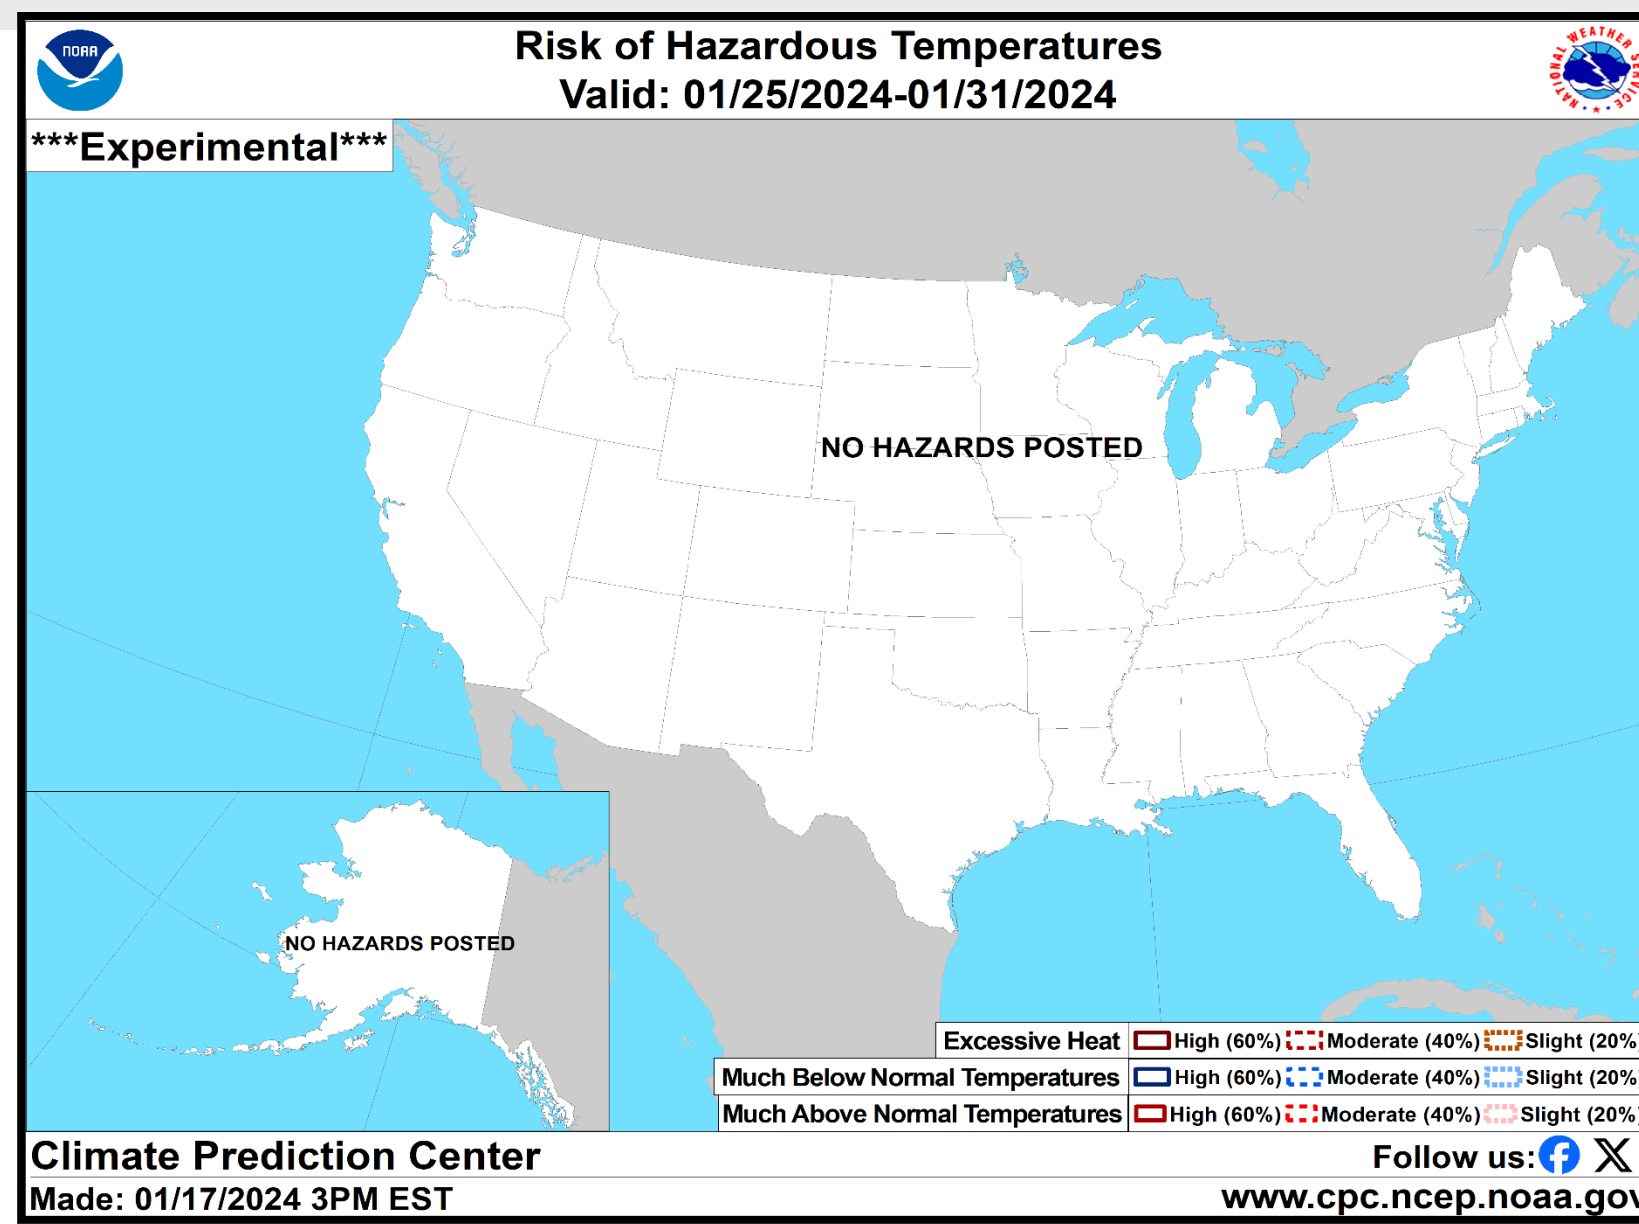 NOAA
Risk of Hazardous Temperatures
Valid: 01/25/2024-01/31/2024
NATIONAL WEATHER SERVICE
***Experimental***
NO HAZARDS POSTED
NO HAZARDS POSTED
Excessive Heat High (60%) Moderate (40%) Slight (20%)
Much Below Normal Temperatures High (60%) Moderate (40%) Slight (20%)
Much Above Normal Temperatures High (60%) Moderate (40%) Slight (20%)
Climate Prediction Center
Follow us:
Made: 01/17/2024 3PM EST
www.cpc.ncep.noaa.gov